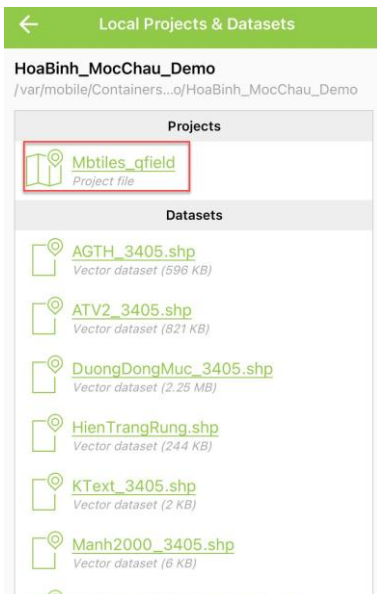 Local Projects & Datasets
HoaBinh_MocChau_Demo
/var/mobile/Containers...o/HoaBinh_MocChau_Demo
Projects
Mbtiles_qfield
Project file
Datasets
AGTH_3405.shp
Vector dataset (596 KB)
ATV2_3405.shp
Vector dataset (821 KB)
DuongDongMuc_3405.shp
Vector dataset (2.25 MB)
HienTrangRung.shp
Vector dataset (244 KB)
KText_3405.shp
Vector dataset (2 KB)
Manh2000_3405.shp
Vector dataset (6 KB)